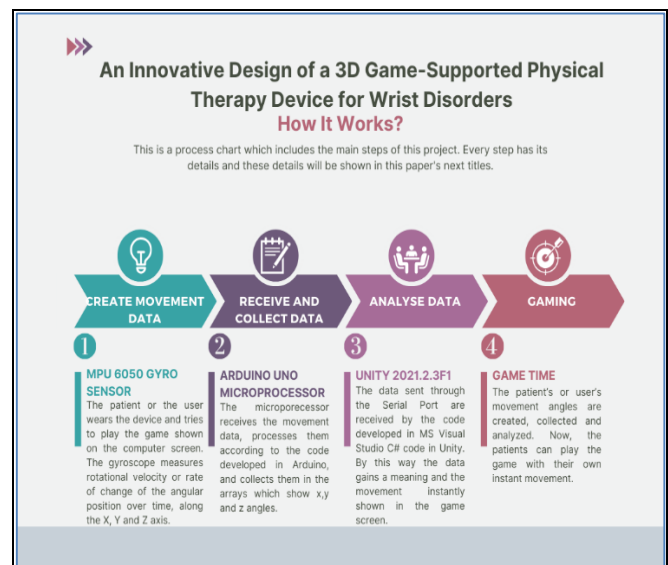 An Innovative Design of a 3D Game-Supported Physical
Therapy Device for Wrist Disorders
How It Works?
This is a process chart which includes the main steps of this project. Every step has its
details and these details will be shown in this paper's next titles.
CREATE MOVEMENT
DATA
RECEIVE AND
COLLECT DATA
ANALYSE DATA
GAMING
1
MPU 6050 GYRO
SENSOR
The patient or the user
wears the device and tries
to play the game shown
on the computer screen.
The gyroscope measures
rotational velocity or rate
of change of the angular
position over time, along
the X, Y and Z axis.
2
ARDUINO UNO
MICROPROCESSOR
The microporecessor
receives the movement
data, processes them
according to the code
developed in Arduino,
and collects them in the
arrays which show x,y
and z angles.
3
UNITY 2021.2.3F1
The data sent through
the Serial Port are
received by the code
developed in MS Visual
Studio C# code in Unity.
By this way the data
gains a meaning and the
movement instantly
shown in the game
screen.
4
GAME TIME
The patient's or user's
movement angles are
created, collected and
analyzed. Now, the
patients can play the
game with their own
instant movement.